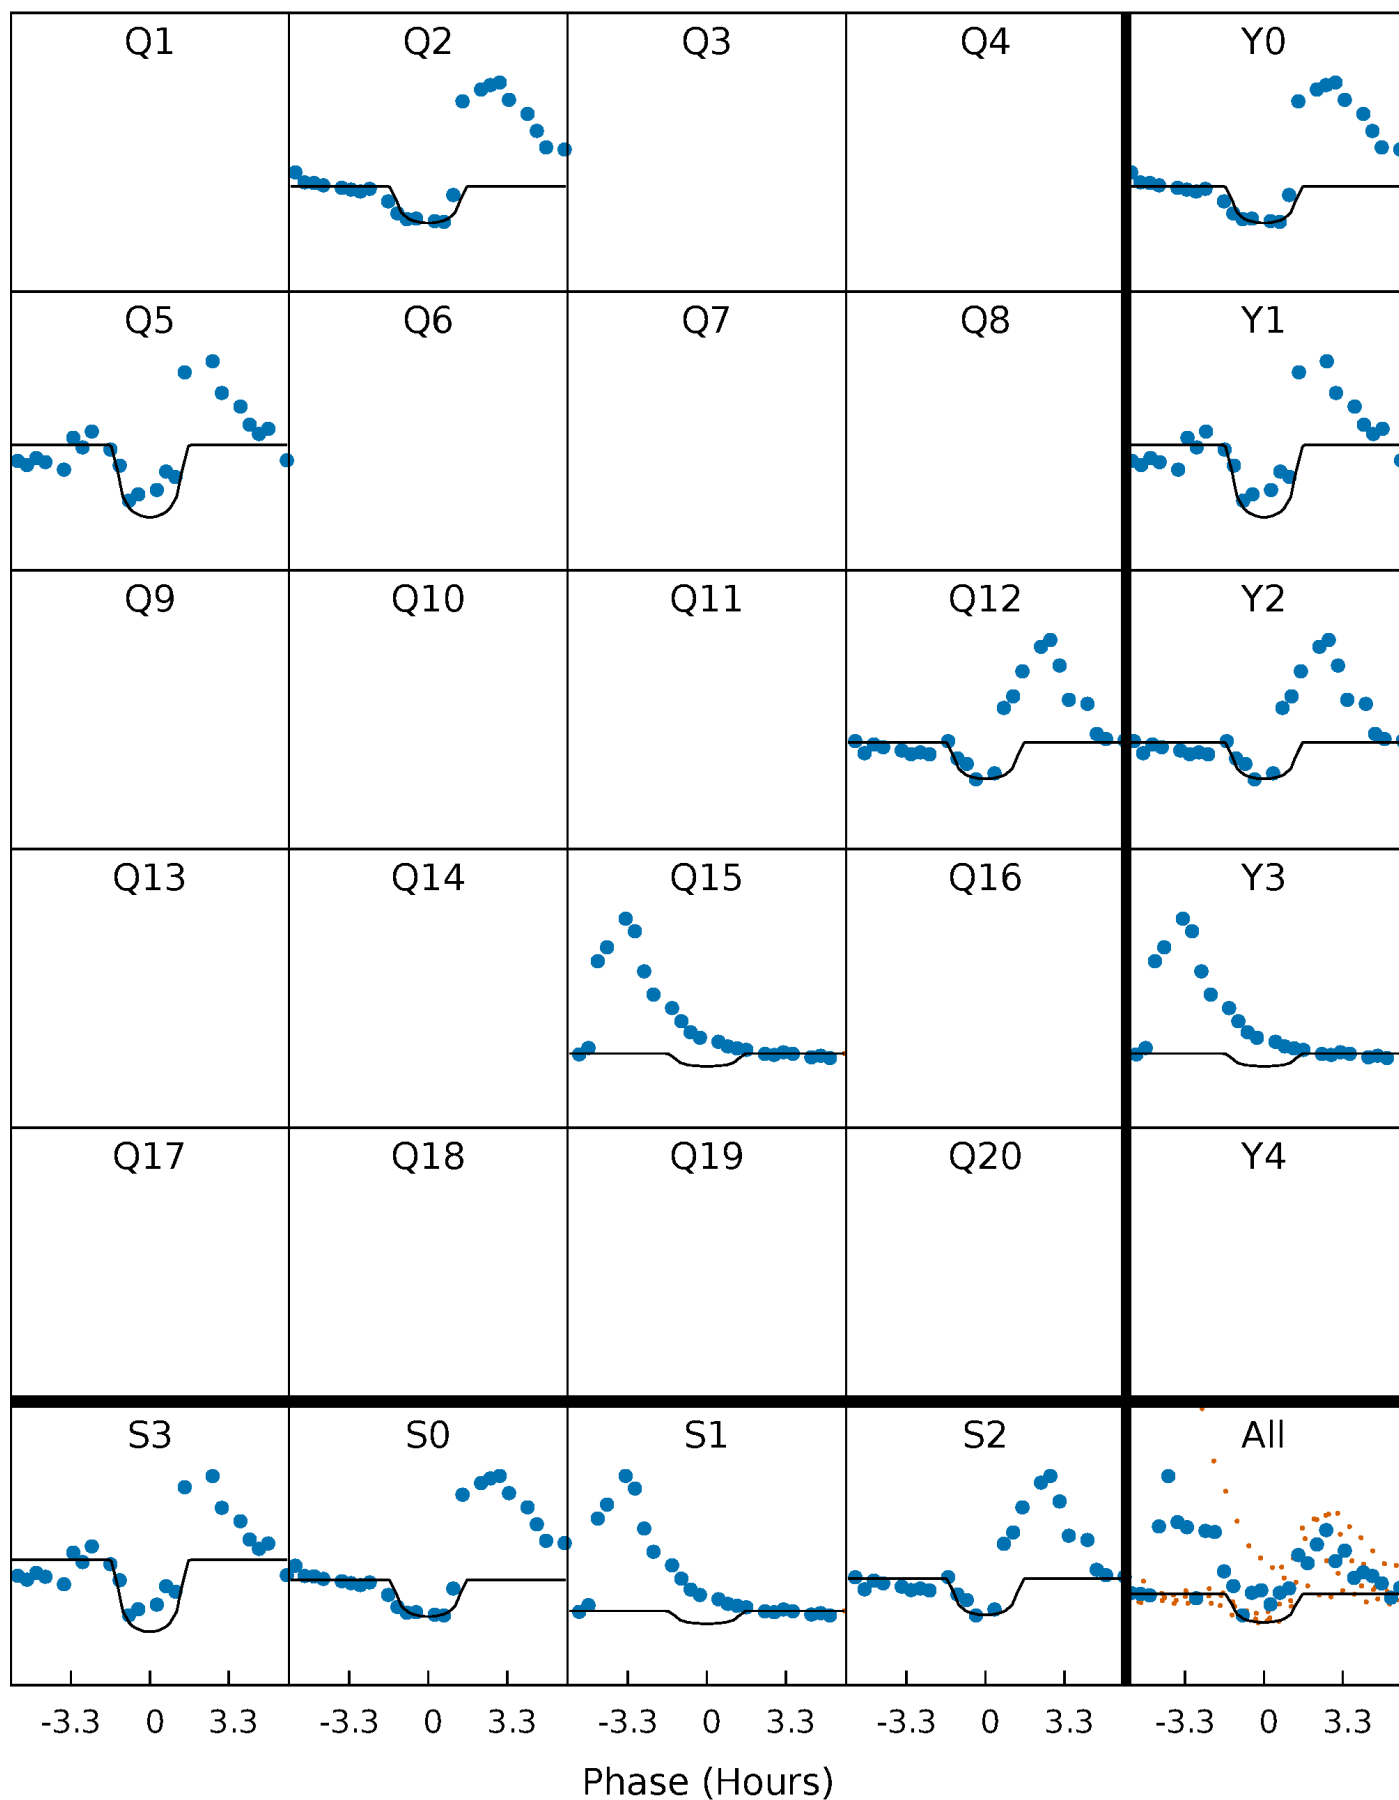 Q1 Q2 Q3 Q4 Y0
Q5 Q6 Q7 Q8 Y1
Q9 Q10 Q11 Q12 Y2
Q13 Q14 Q15 Q16 Y3
Q17 Q18 Q19 Q20 Y4
S3 S0 S1 S2 All
-3.3 0 3.3 -3.3 0 3.3 -3.3 0 3.3 -3.3 0 3.3 -3.3 0 3.3
Phase (Hours)